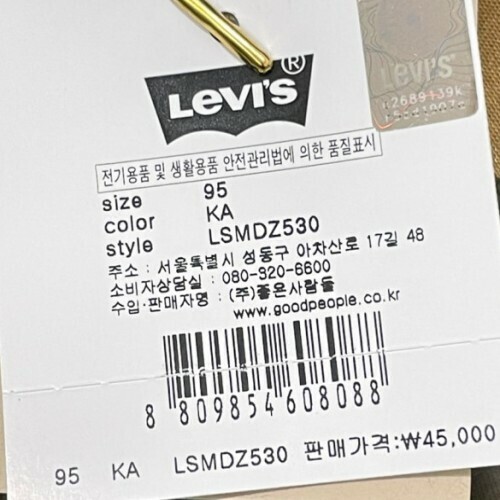 Levi's®
LEVI'S
전기용품 및 생활용품 안전관리법에 의한 품질표시
size 95
color KA
style LSMDZ530
주소 : 서울특별시 성동구 아차산로 17길 48
소비자상담실 : 080-920-6600
수입·판매자명 : (주)좋은사람들
www.goodpeople.co.kr
8 809854 608088
95 KA LSMDZ530 판매가격:₩45,000